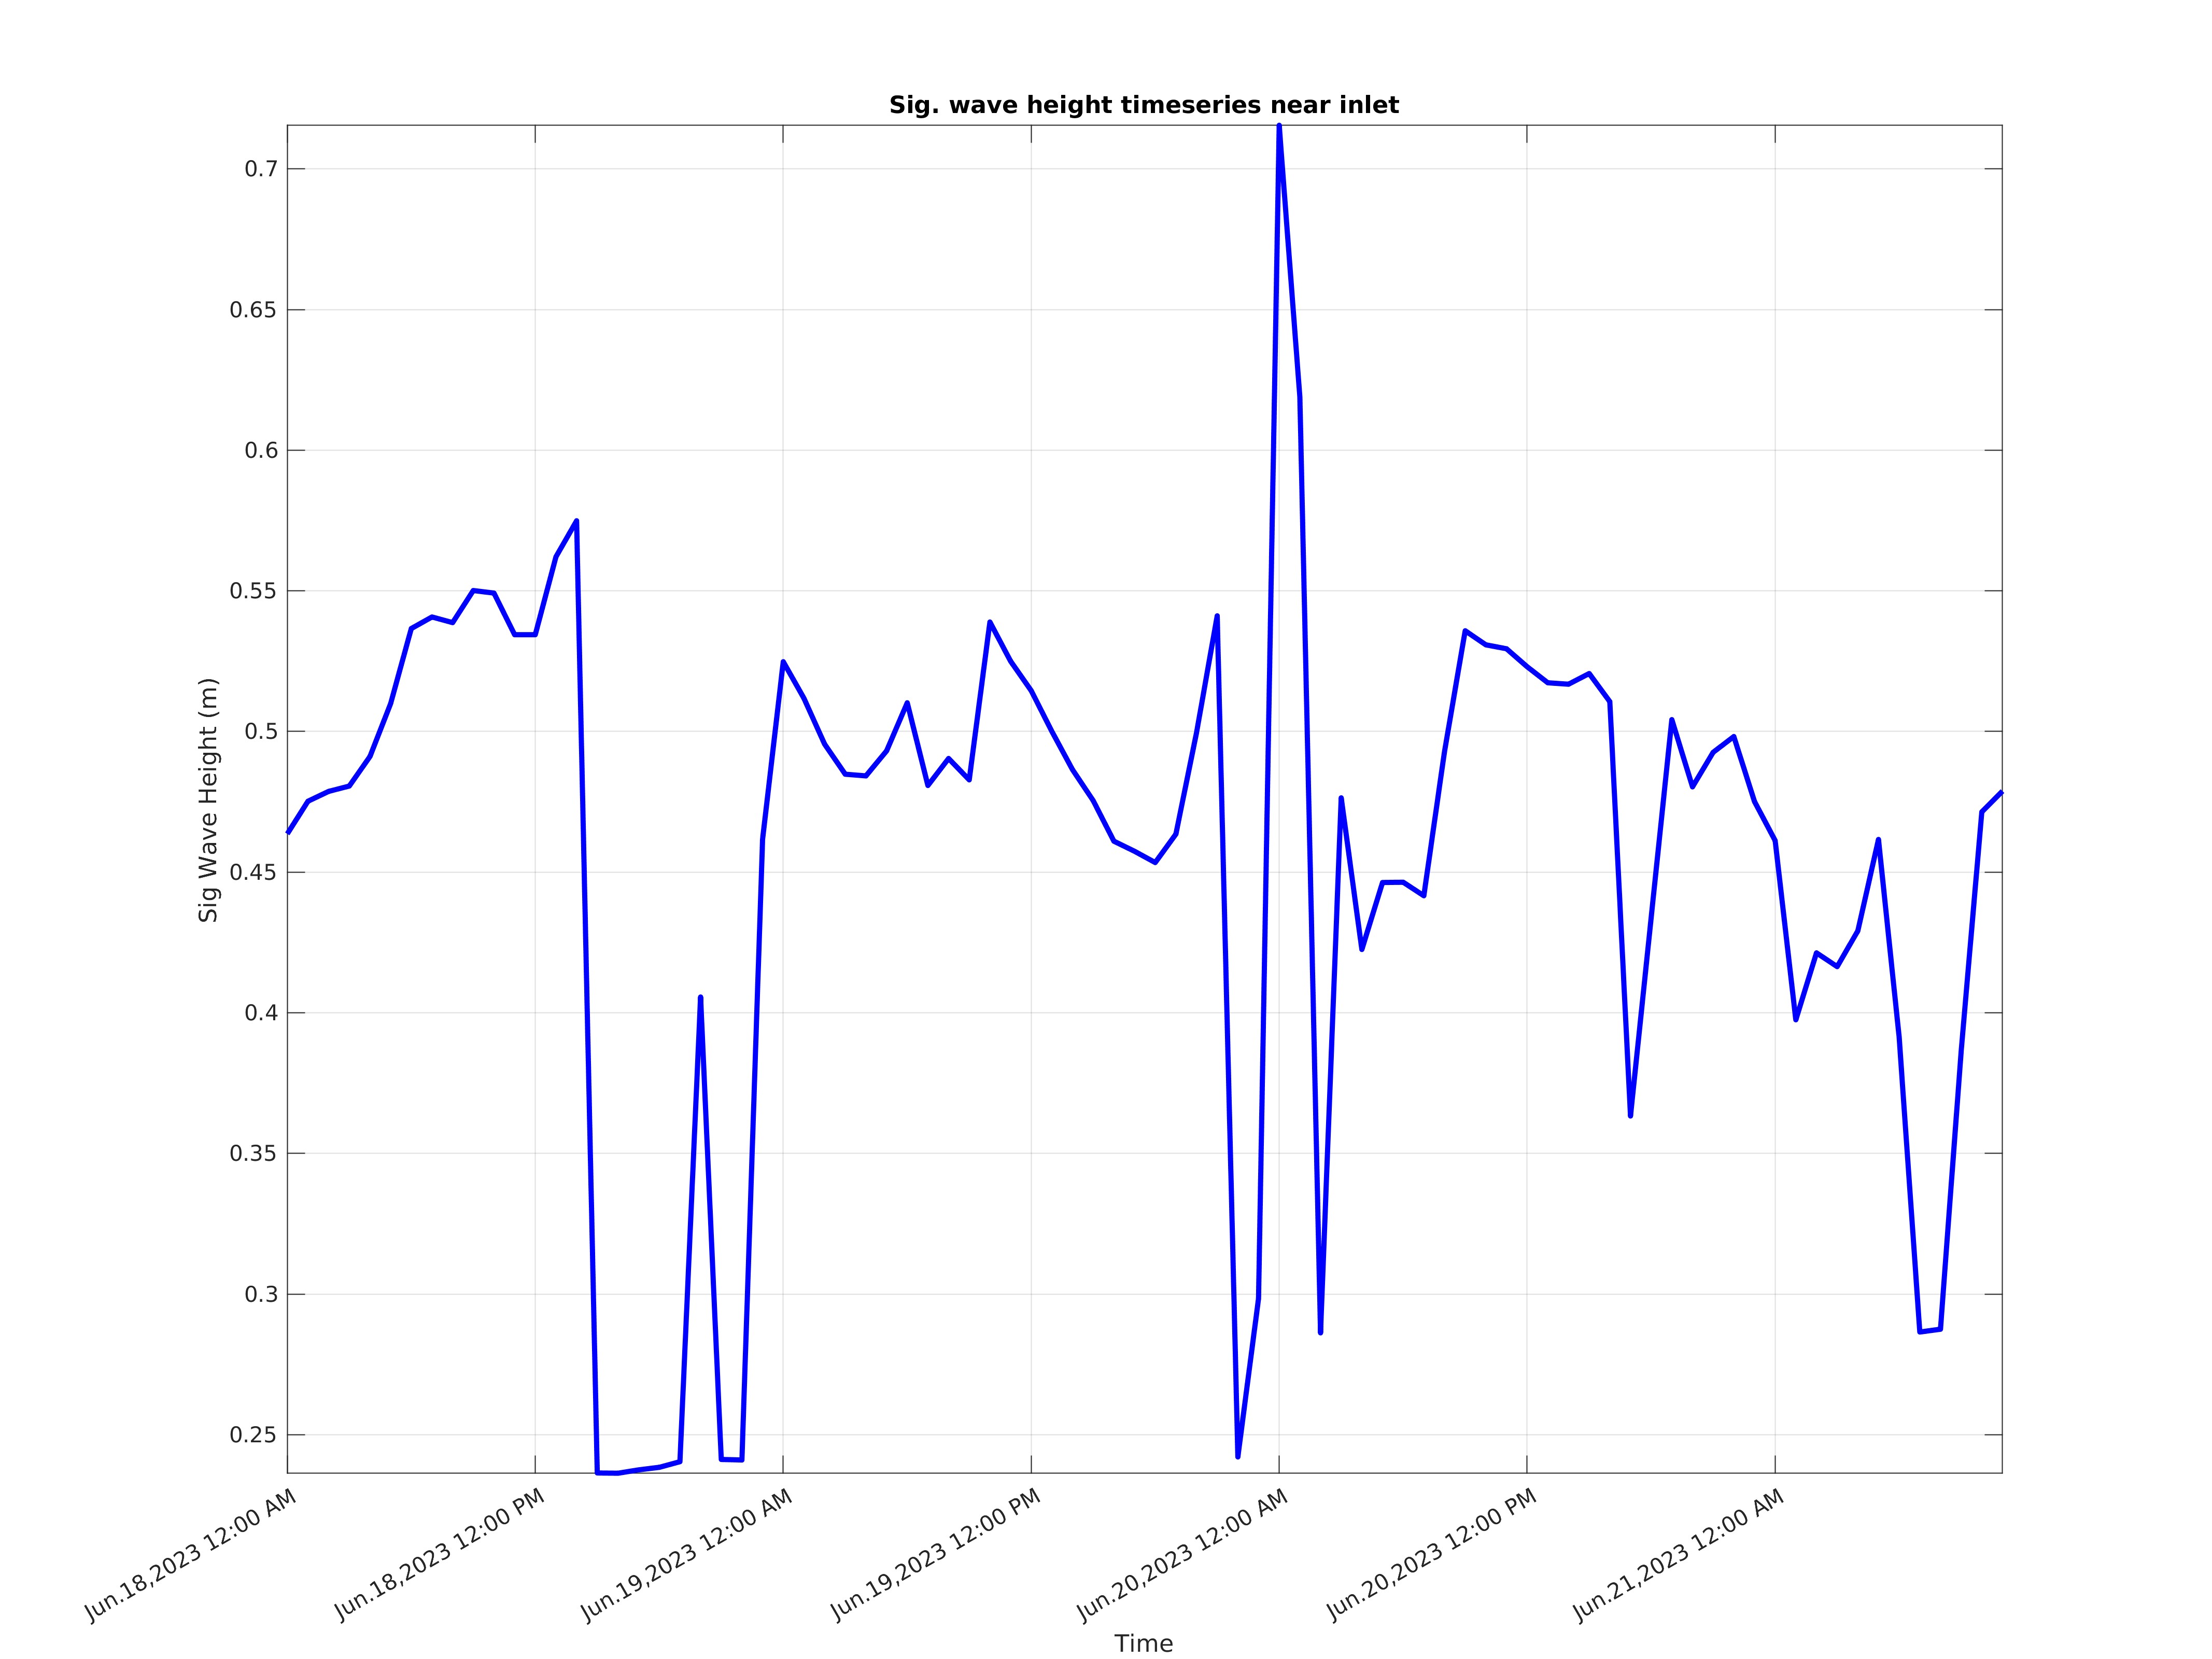 Sig. wave height timeseries near inlet
Sig Wave Height (m)
0.7
0.65
0.6
0.55
0.5
0.45
0.4
0.35
0.3
0.25
Jun.18,2023 12:00 AM
Jun.18,2023 12:00 PM
Jun.19,2023 12:00 AM
Jun.19,2023 12:00 PM
Jun.20,2023 12:00 AM
Jun.20,2023 12:00 PM
Jun.21,2023 12:00 AM
Time